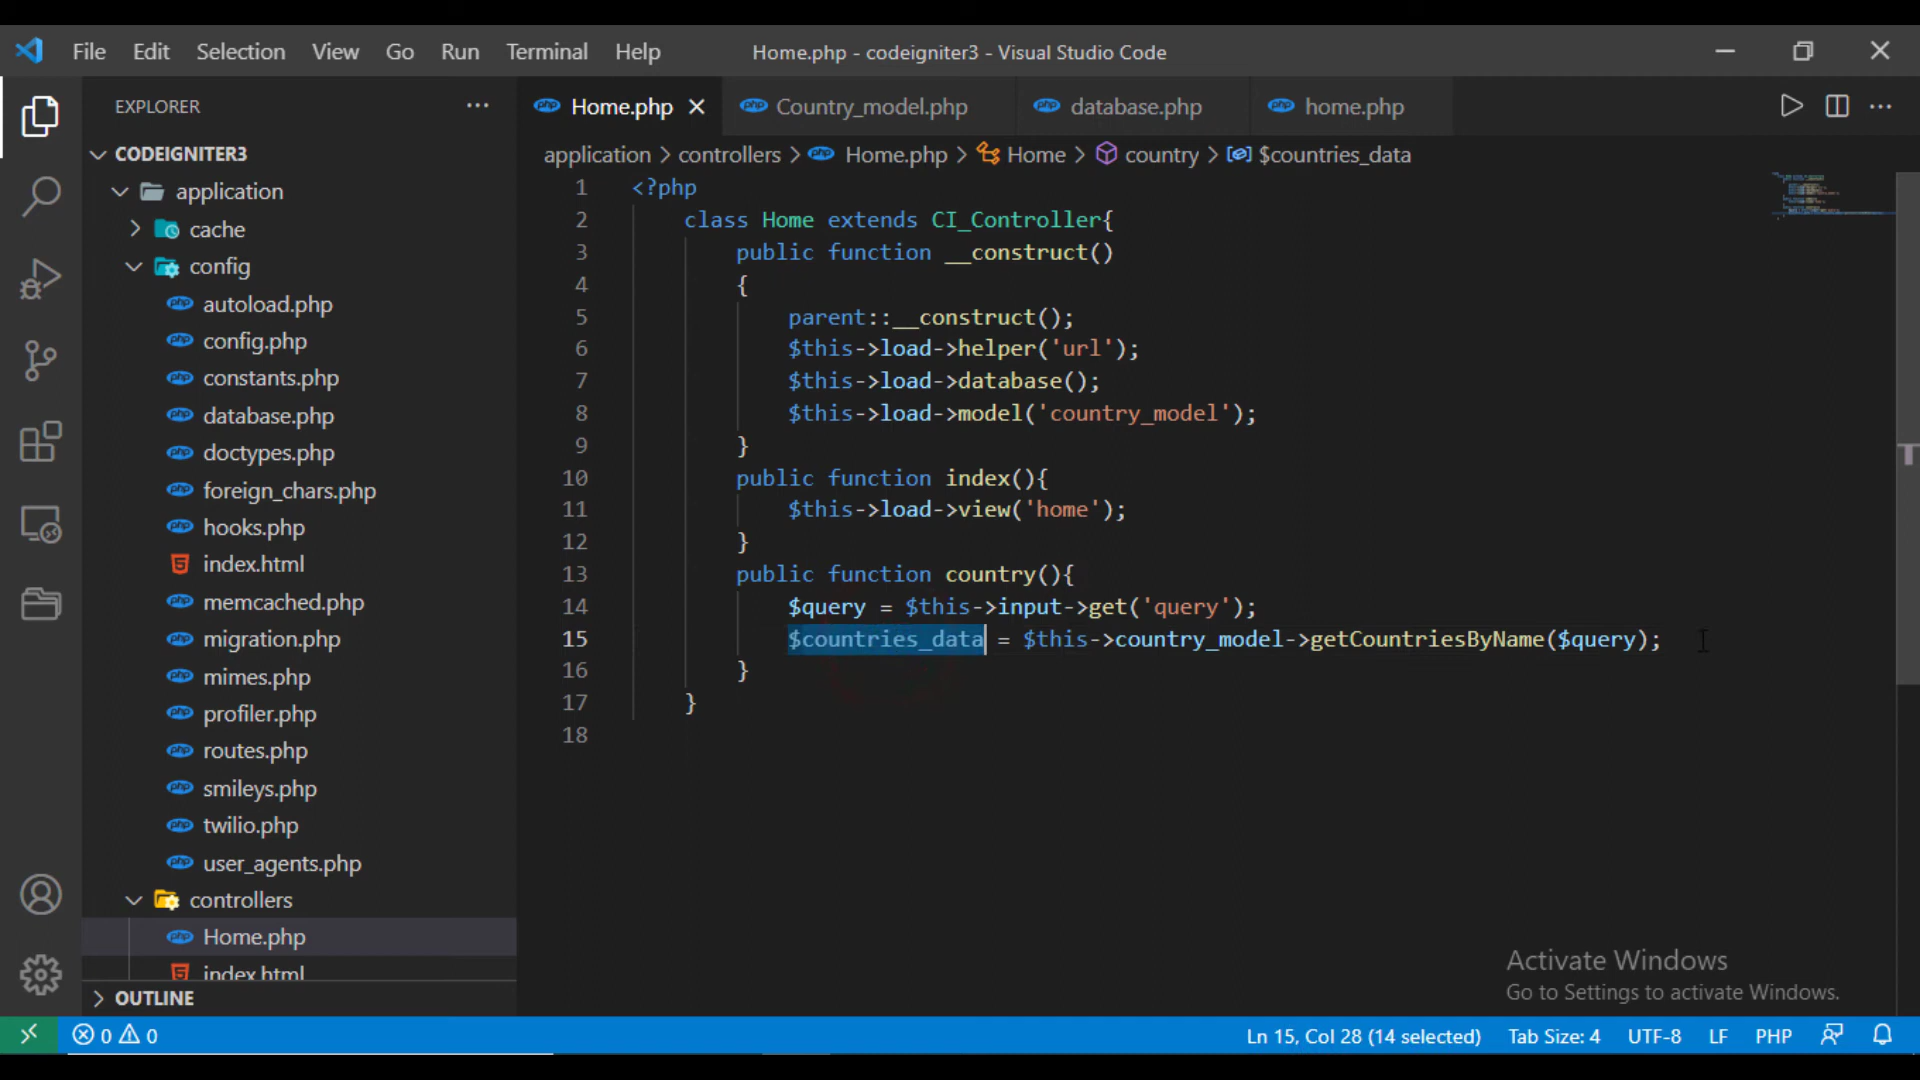 File Edit Selection View Go Run Terminal Help Home.php - codeigniter3 - Visual Studio Code
EXPLORER
CODEIGNITER3
application
cache
config
autoload.php
config.php
constants.php
database.php
doctypes.php
foreign_chars.php
hooks.php
index.html
memcached.php
migration.php
mimes.php
profiler.php
routes.php
smileys.php
twilio.php
user_agents.php
controllers
Home.php
index.html
OUTLINE
Home.php Country_model.php database.php home.php
application > controllers > Home.php > Home > country > $countries_data
1 <?php
2 class Home extends CI_Controller{
3 public function __construct()
4 {
5 parent::__construct();
6 $this->load->helper('url');
7 $this->load->database();
8 $this->load->model('country_model');
9 }
10 public function index(){
11 $this->load->view('home');
12 }
13 public function country(){
14 $query = $this->input->get('query');
15 $countries_data = $this->country_model->getCountriesByName($query);
16 }
17 }
18
Activate Windows
Go to Settings to activate Windows.
0 0 Ln 15, Col 28 (14 selected) Tab Size: 4 UTF-8 LF PHP